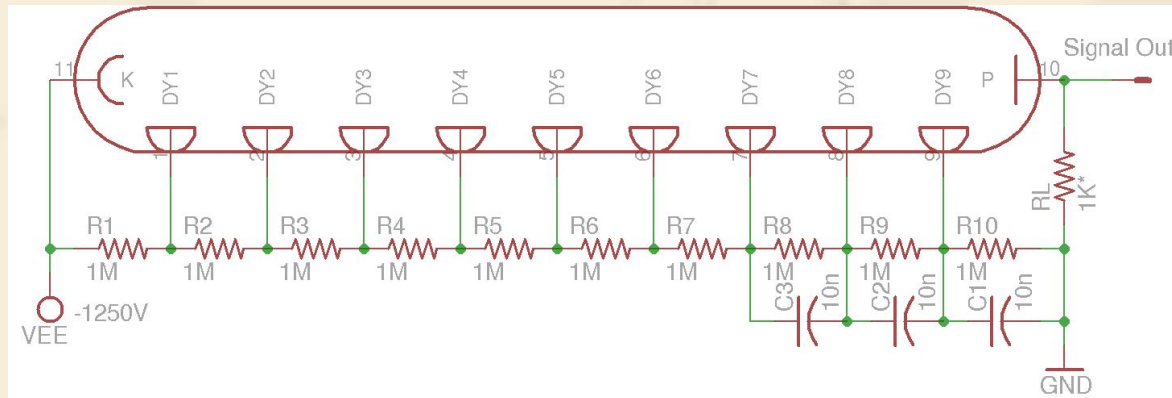 Signal Out
11 K DY1 DY2 DY3 DY4 DY5 DY6 DY7 DY8 DY9 P 10
1 2 3 4 5 6 7 8 9
RL 1K*
R1 R2 R3 R4 R5 R6 R7 R8 R9 R10
1M 1M 1M 1M 1M 1M 1M 1M 1M 1M
C3 10n C2 10n C1 10n
-1250V
VEE
GND